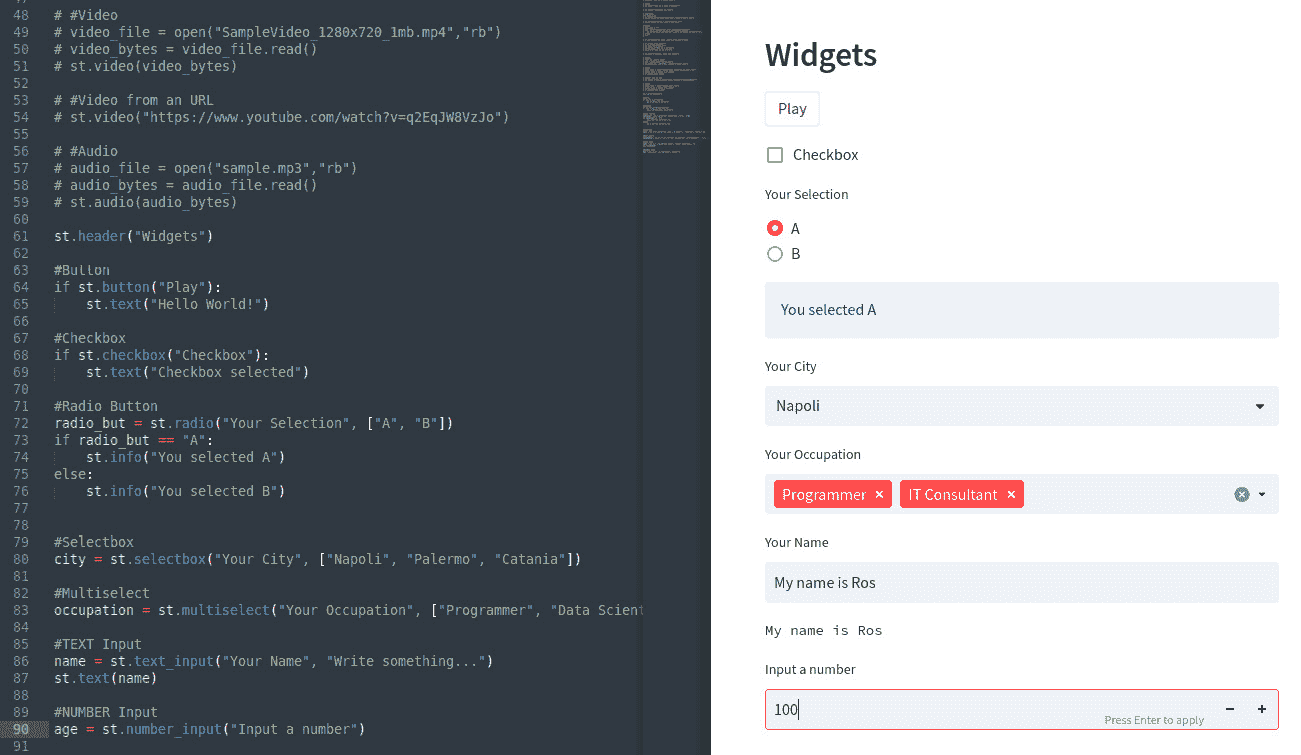 48 # #Video
49 # video_file = open("SampleVideo_1280x720_1mb.mp4","rb")
50 # video_bytes = video_file.read()
51 # st.video(video_bytes)
52
53 # #Video from an URL
54 # st.video("https://www.youtube.com/watch?v=q2EqJW8VzJo")
55
56 # #Audio
57 # audio_file = open("sample.mp3","rb")
58 # audio_bytes = audio_file.read()
59 # st.audio(audio_bytes)
60
61 st.header("Widgets")
62
63 #Button
64 if st.button("Play"):
65 st.text("Hello World!")
66
67 #Checkbox
68 if st.checkbox("Checkbox"):
69 st.text("Checkbox selected")
70
71 #Radio Button
72 radio_but = st.radio("Your Selection", ["A", "B"])
73 if radio_but == "A":
74 st.info("You selected A")
75 else:
76 st.info("You selected B")
77
78
79 #Selectbox
80 city = st.selectbox("Your City", ["Napoli", "Palermo", "Catania"])
81
82 #Multiselect
83 occupation = st.multiselect("Your Occupation", ["Programmer", "Data Scient
84
85 #TEXT Input
86 name = st.text_input("Your Name", "Write something...")
87 st.text(name)
88
89 #NUMBER Input
90 age = st.number_input("Input a number")
91
Widgets
Play
Checkbox
Your Selection
A
B
You selected A
Your City
Napoli
Your Occupation
Programmer × IT Consultant ×
Your Name
My name is Ros
My name is Ros
Input a number
100
Press Enter to apply